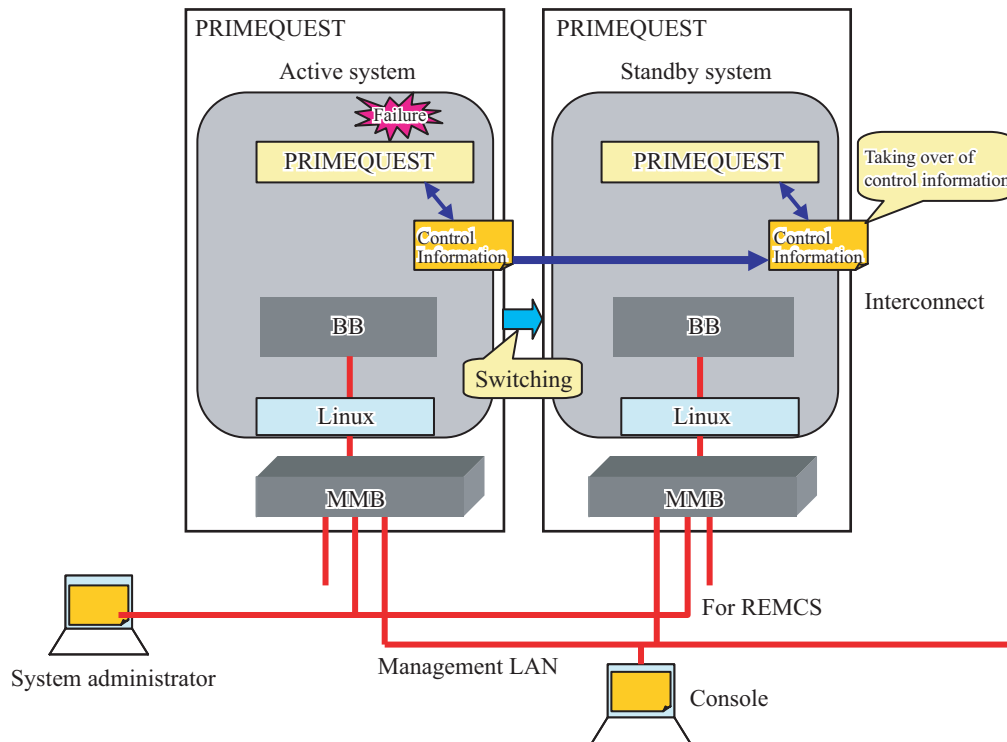 PRIMEQUEST
PRIMEQUEST
Active system
Standby system
Failure
PRIMEQUEST
PRIMEQUEST
Taking over of
control information
Control
Information
Control
Information
Interconnect
BB
BB
Switching
Linux
Linux
MMB
MMB
For REMCS
System administrator
Management LAN
Console